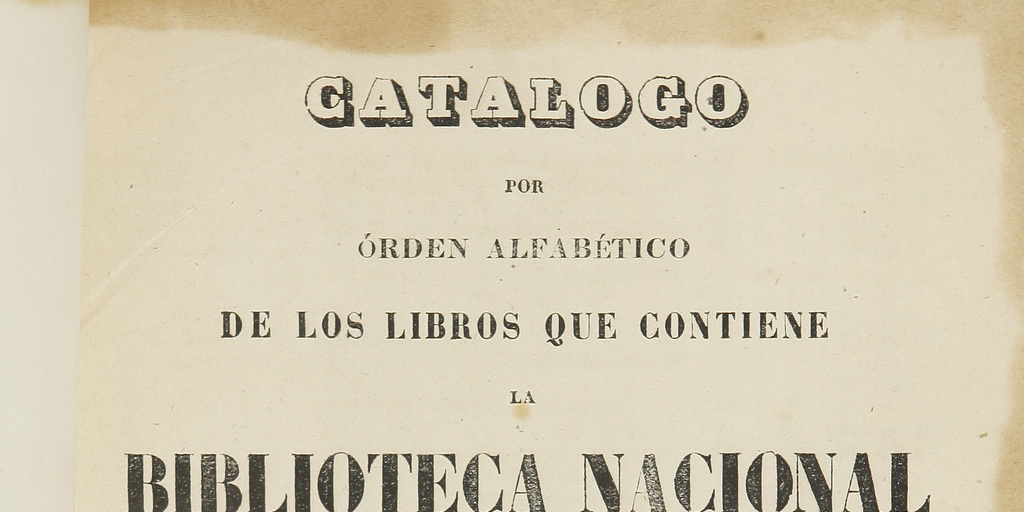 CATALOGO
POR
ÓRDEN ALFABÉTICO
DE LOS LIBROS QUE CONTIENE
LA
BIBLIOTECA NACIONAL